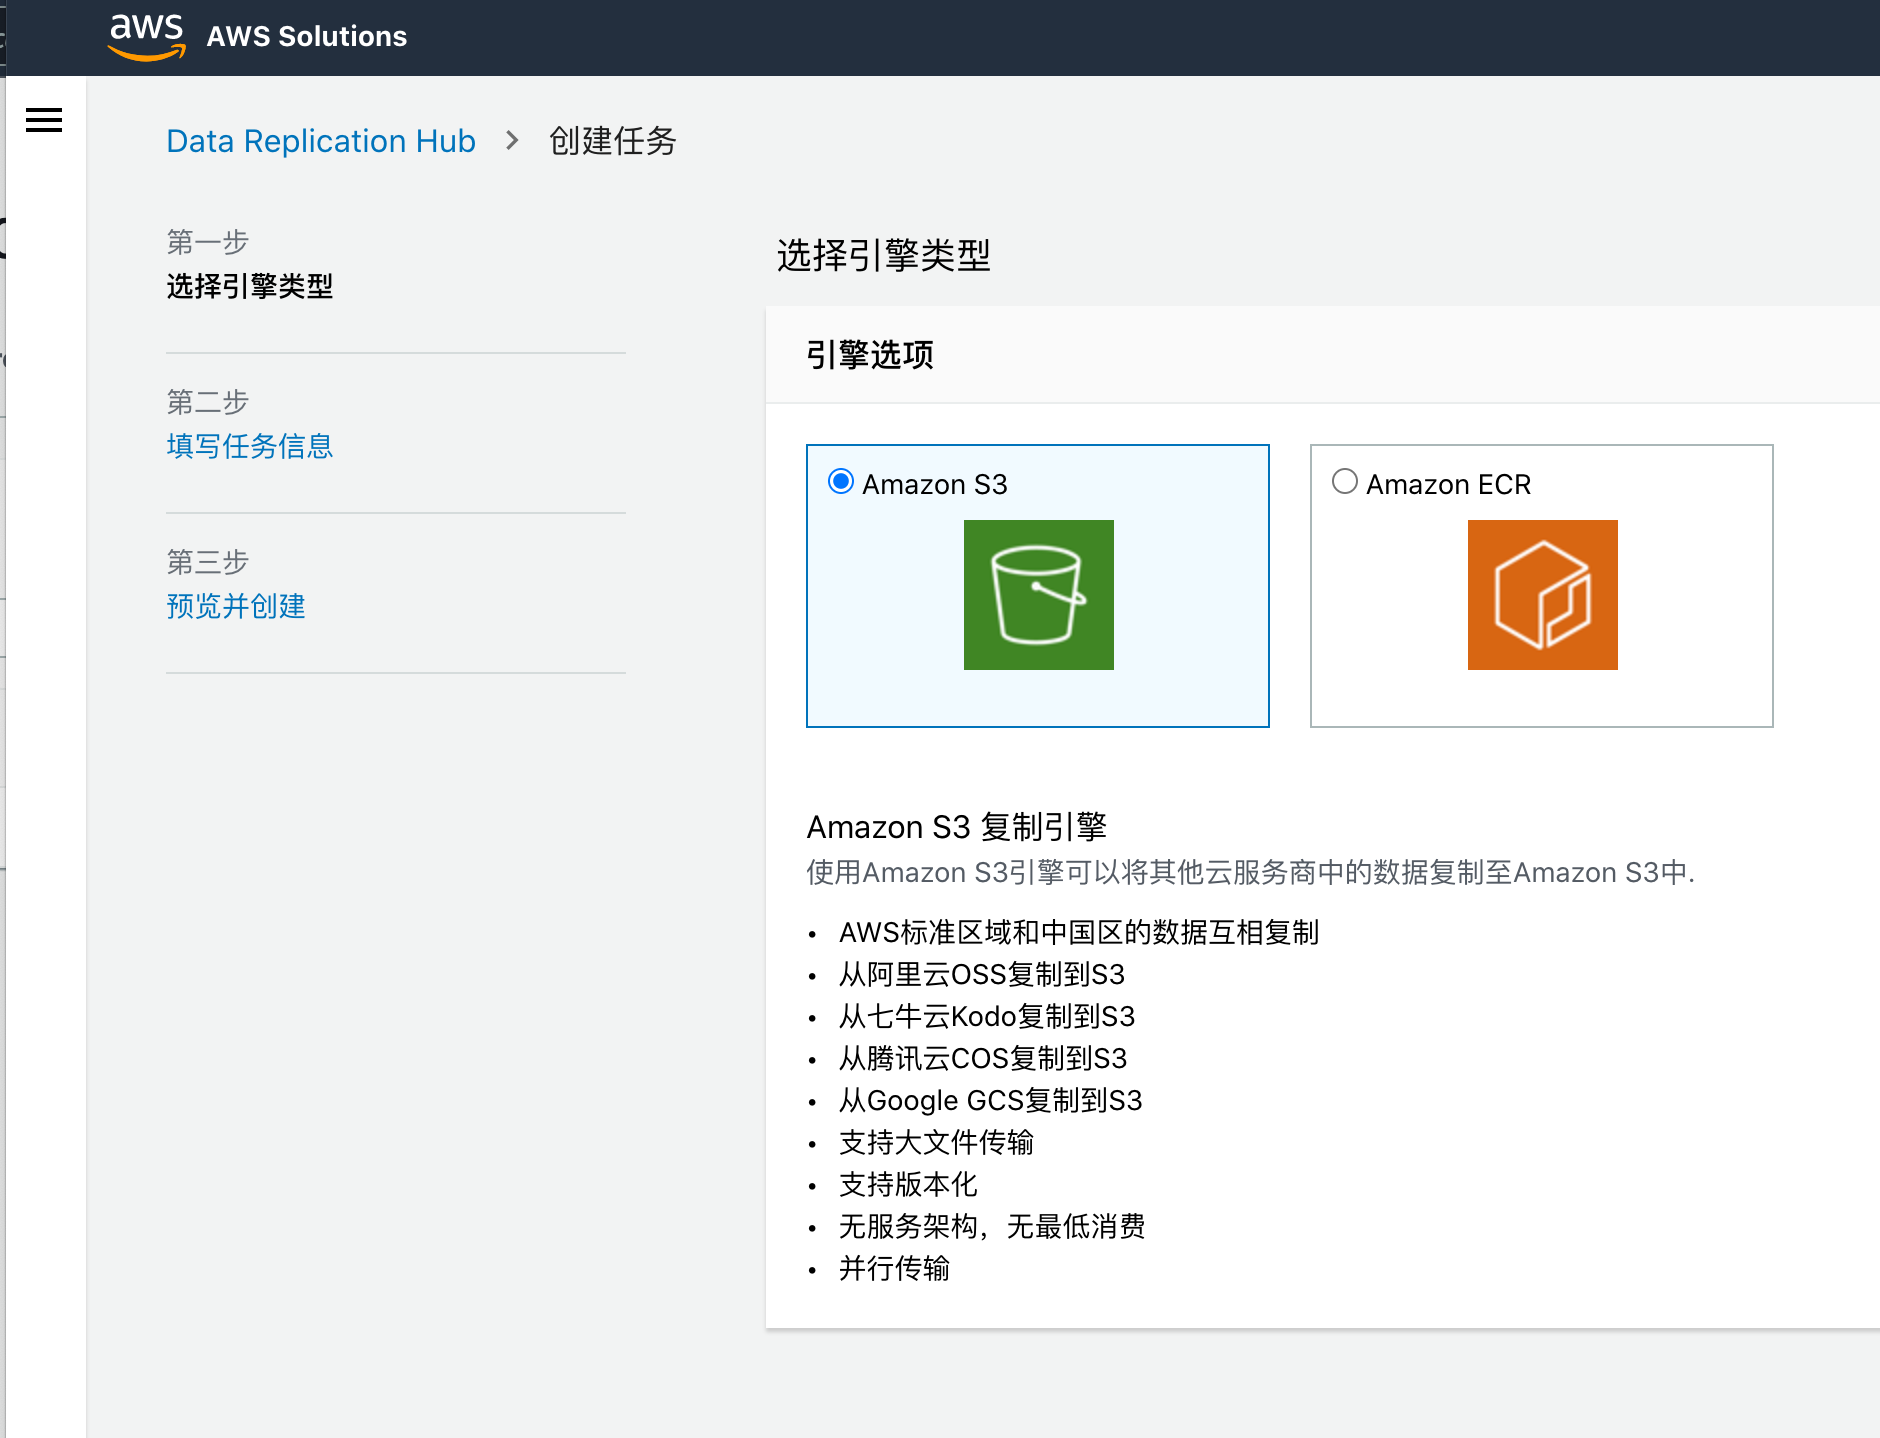 aws AWS Solutions
Data Replication Hub > 创建任务
第一步
选择引擎类型
第二步
填写任务信息
第三步
预览并创建
选择引擎类型
引擎选项
Amazon S3
Amazon ECR
Amazon S3 复制引擎
使用Amazon S3引擎可以将其他云服务商中的数据复制至Amazon S3中.
• AWS标准区域和中国区的数据互相复制
• 从阿里云OSS复制到S3
• 从七牛云Kodo复制到S3
• 从腾讯云COS复制到S3
• 从Google GCS复制到S3
• 支持大文件传输
• 支持版本化
• 无服务架构，无最低消费
• 并行传输